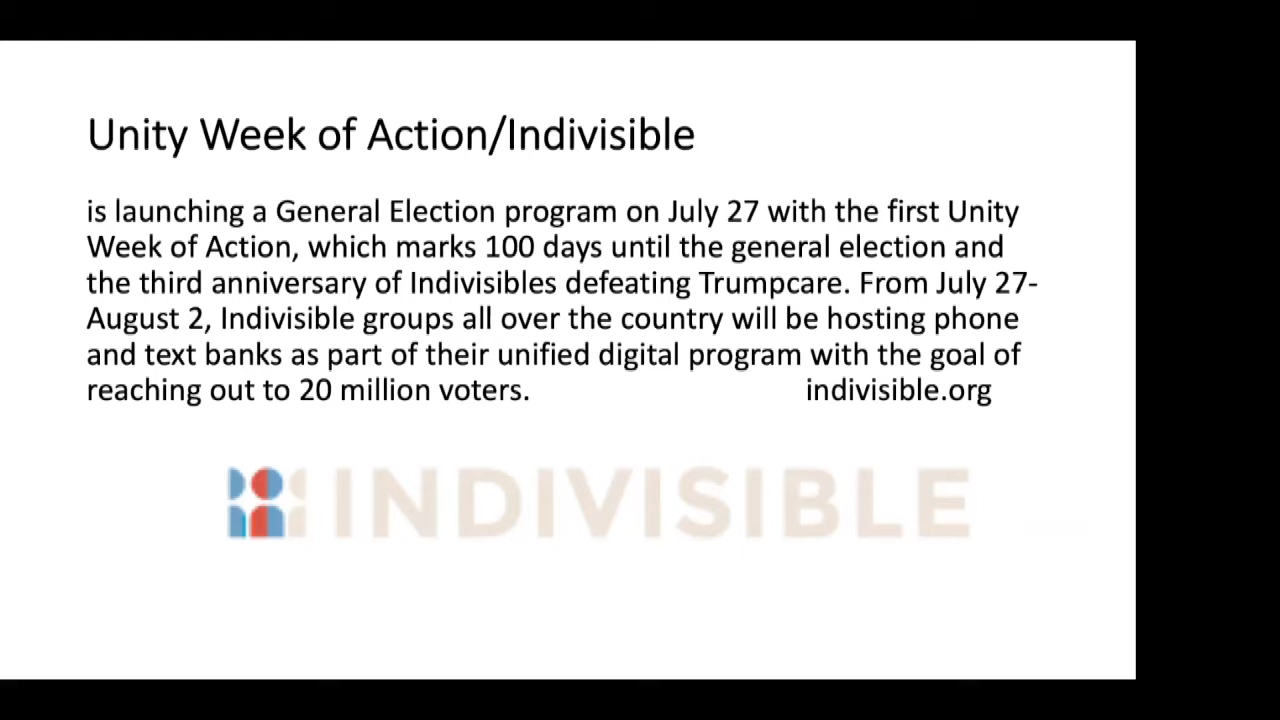 Unity Week of Action/Indivisible
is launching a General Election program on July 27 with the first Unity
Week of Action, which marks 100 days until the general election and
the third anniversary of Indivisibles defeating Trumpcare. From July 27-
August 2, Indivisible groups all over the country will be hosting phone
and text banks as part of their unified digital program with the goal of
reaching out to 20 million voters. indivisible.org
INDIVISIBLE